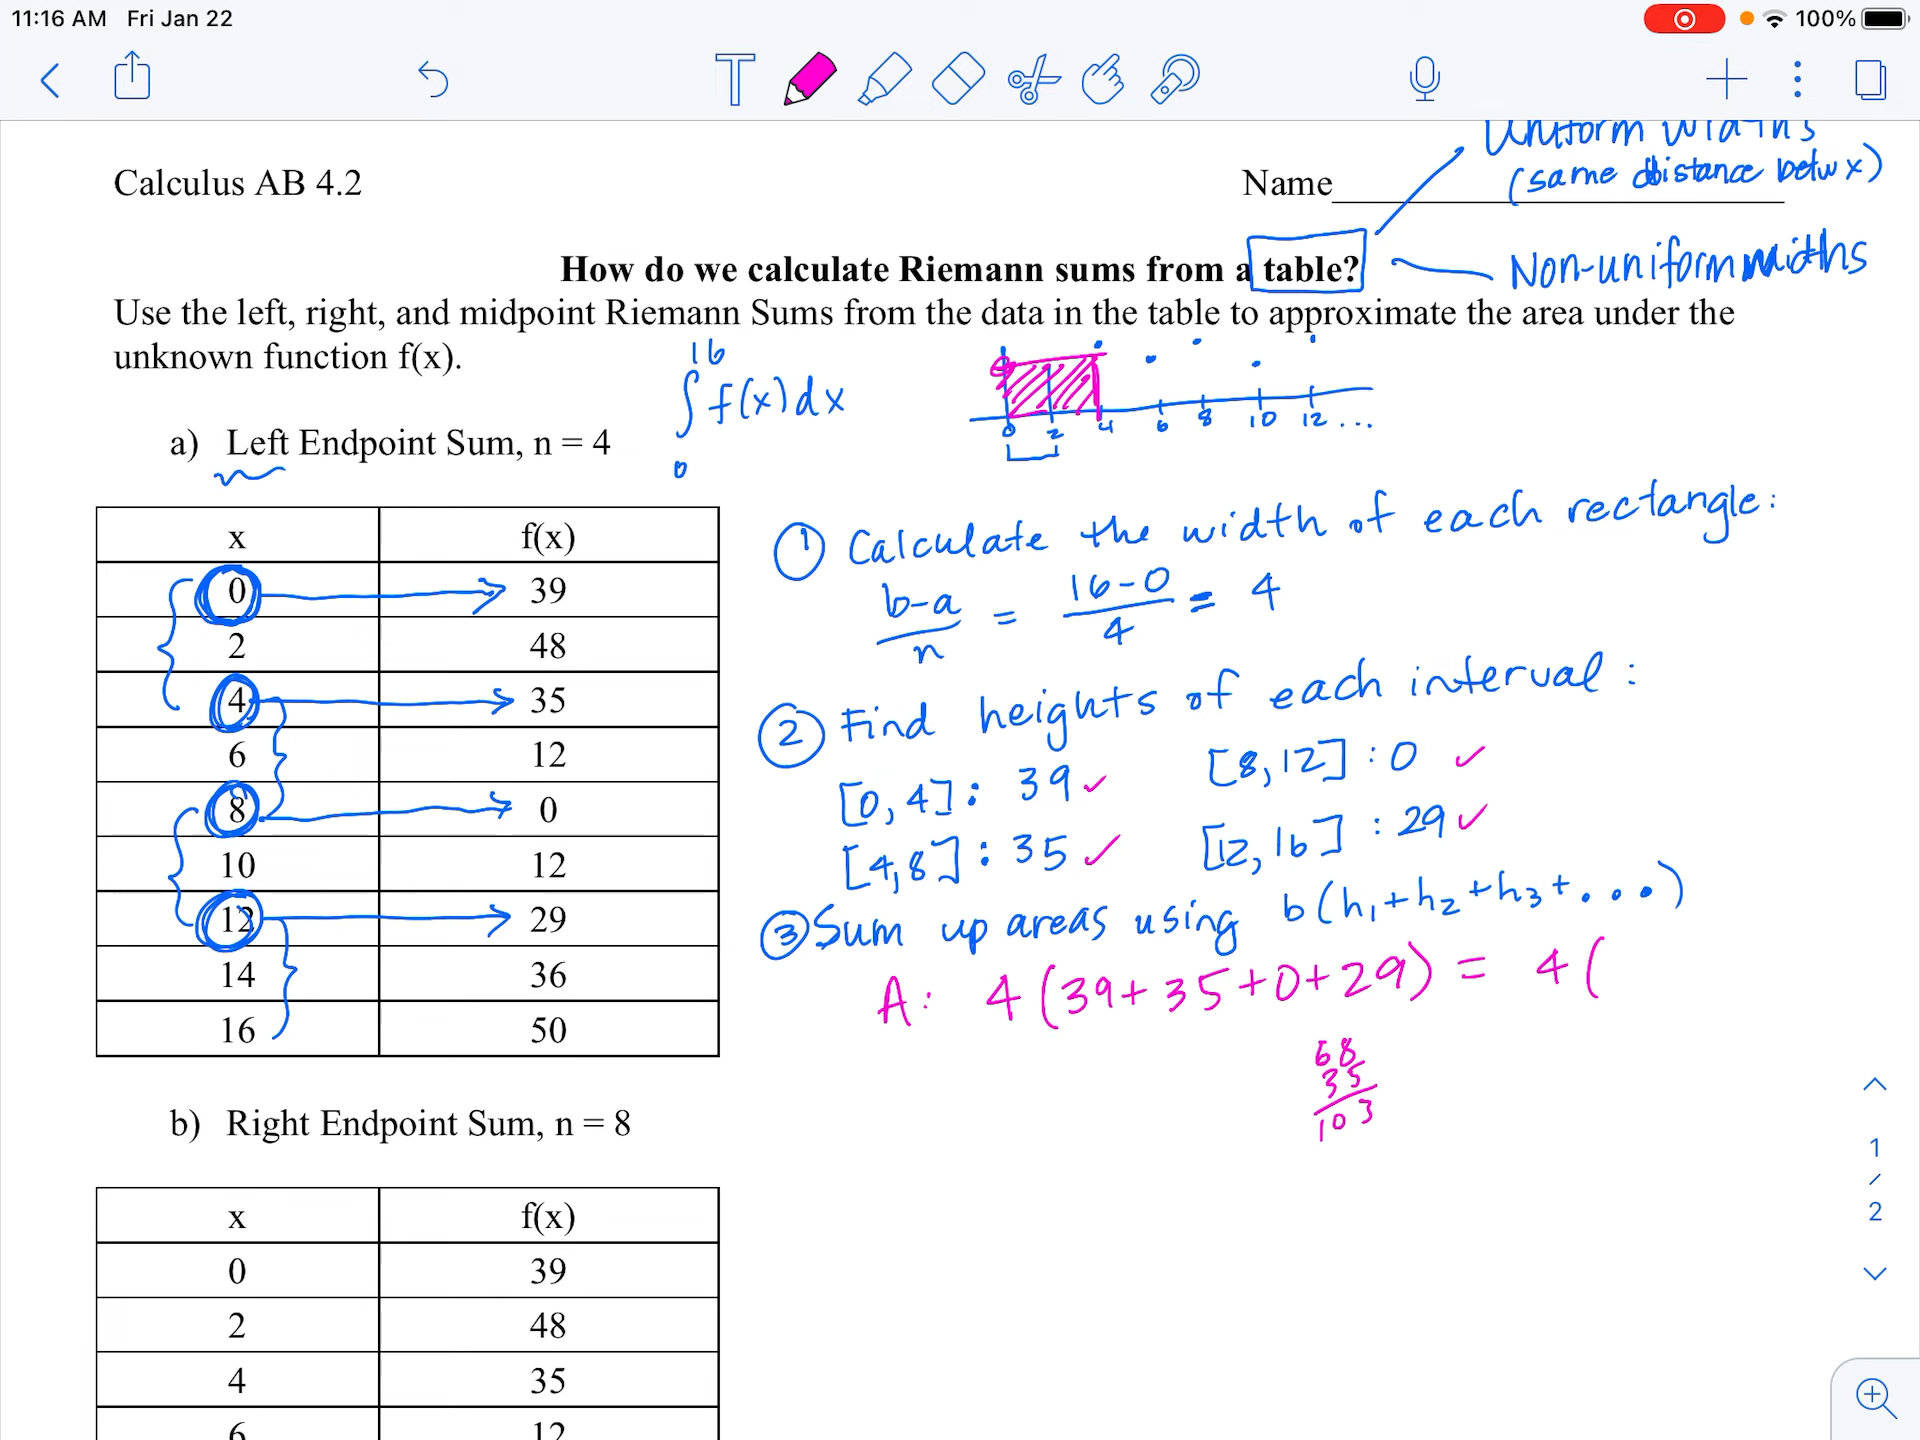 11:16 AM Fri Jan 22
100%
T
Uniform widths
(same distance betw x)
Calculus AB 4.2
Name
How do we calculate Riemann sums from a table?
Non-uniform widths
Use the left, right, and midpoint Riemann Sums from the data in the table to approximate the area under the
unknown function f(x).
16
∫ f(x)dx
0
0 2 4 6 8 10 12 ...
a) Left Endpoint Sum, n = 4
x f(x)
0 39
2 48
4 35
6 12
8 0
10 12
12 29
14 36
16 50
① Calculate the width of each rectangle:
b-a/n = 16-0/4 = 4
② Find heights of each interval:
[0,4]: 39 ✓ [8,12]: 0 ✓
[4,8]: 35 ✓ [12,16]: 29 ✓
③ Sum up areas using b(h₁+h₂+h₃+...)
A: 4(39+35+0+29) = 4(
68
35
103
b) Right Endpoint Sum, n = 8
x f(x)
0 39
2 48
4 35
6 12
1
/
2